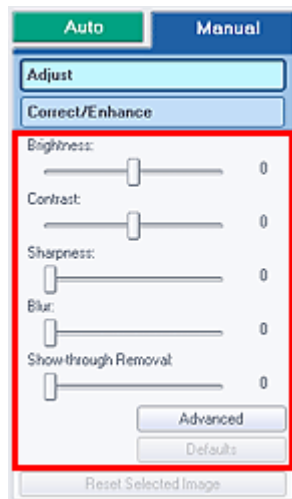 Auto Manual
Adjust
Correct/Enhance
Brightness:
0
Contrast:
0
Sharpness:
0
Blur:
0
Show-through Removal:
0
Advanced
Defaults
Reset Selected Image